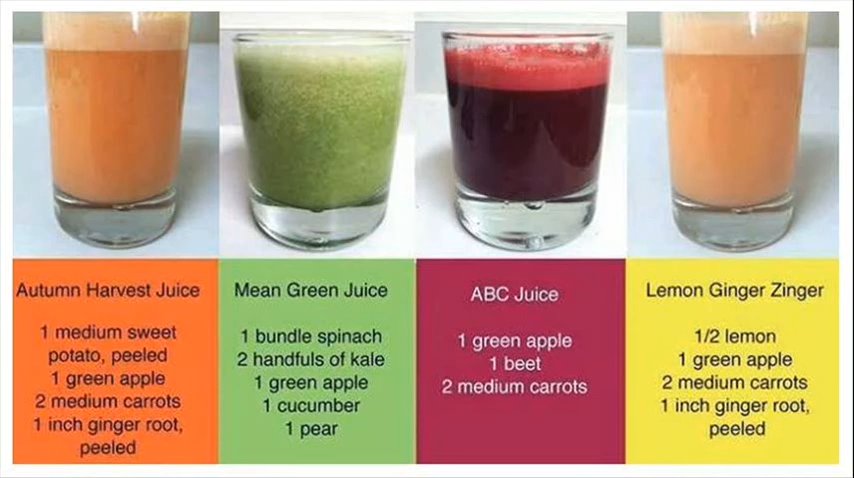 Autumn Harvest Juice
1 medium sweet
potato, peeled
1 green apple
2 medium carrots
1 inch ginger root,
peeled
Mean Green Juice
1 bundle spinach
2 handfuls of kale
1 green apple
1 cucumber
1 pear
ABC Juice
1 green apple
1 beet
2 medium carrots
Lemon Ginger Zinger
1/2 lemon
1 green apple
2 medium carrots
1 inch ginger root,
peeled